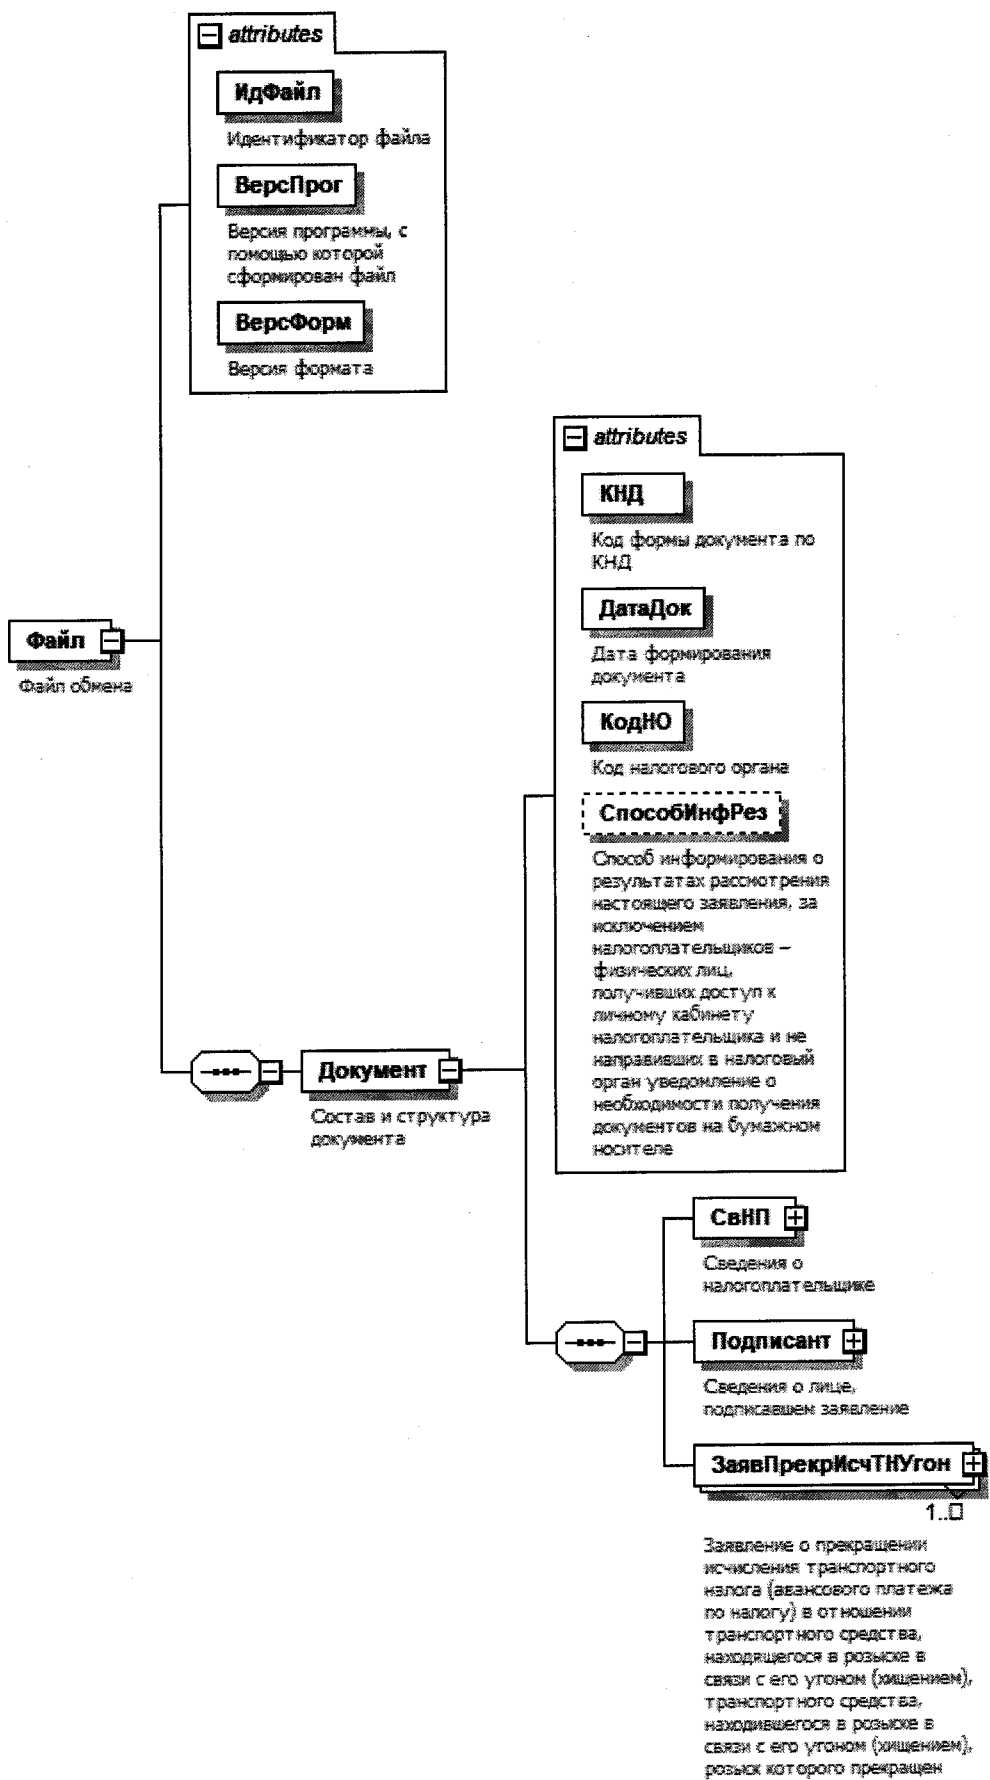 attributes
ИдФайл
Идентификатор файла
ВерсПрог
Версия программы, с
помощью которой
сформирован файл
ВерсФорм
Версия формата
attributes
КНД
Код формы документа по
КНД
ДатаДок
Дата формирования
документа
КодНО
Код налогового органа
СпособИнфРез
Способ информирования о
результатах рассмотрения
настоящего заявления, за
исключением
налогоплательщиков –
физических лиц,
получивших доступ к
личному кабинету
налогоплательщика и не
направивших в налоговый
орган уведомление о
необходимости получения
документов на бумажном
носителе
Файл
Файл обмена
Документ
Состав и структура
документа
СвНП
Сведения о
налогоплательщике
Подписант
Сведения о лице,
подписавшем заявление
ЗаявПрекрИсчТНУгон
1..□
Заявление о прекращении
исчисления транспортного
налога (авансового платежа
по налогу) в отношении
транспортного средства,
находящегося в розыске в
связи с его угоном (хищением),
транспортного средства,
находившегося в розыске в
связи с его угоном (хищением),
розыск которого прекращен